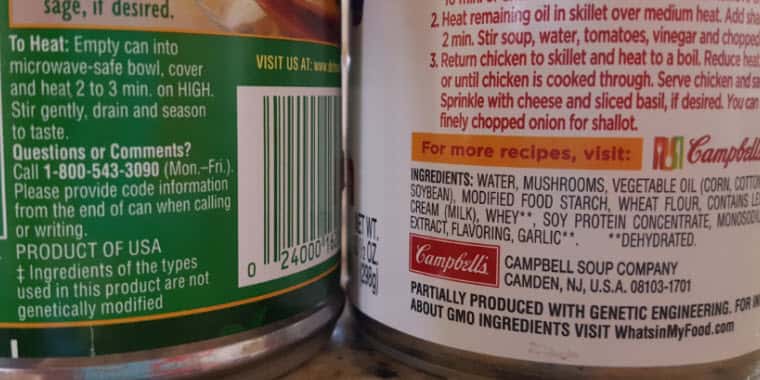 sage, if desired.
To Heat: Empty can into
microwave-safe bowl, cover
and heat 2 to 3 min. on HIGH.
Stir gently, drain and season
to taste.
Questions or Comments?
Call 1-800-543-3090 (Mon.–Fri.).
Please provide code information
from the end of can when calling
or writing.
PRODUCT OF USA
‡ Ingredients of the types
used in this product are not
genetically modified
VISIT US AT:
0 24000
NET WT.
OZ.
(298g)
2. Heat remaining oil in skillet over medium heat. Add
2 min. Stir soup, water, tomatoes, vinegar and chopped
3. Return chicken to skillet and heat to a boil. Reduce heat
or until chicken is cooked through. Serve chicken and
Sprinkle with cheese and sliced basil, if desired. You can
finely chopped onion for shallot.
For more recipes, visit:
Campbell's
INGREDIENTS: WATER, MUSHROOMS, VEGETABLE OIL (CORN,
SOYBEAN), MODIFIED FOOD STARCH, WHEAT FLOUR, CONTAINS
CREAM (MILK), WHEY**, SOY PROTEIN CONCENTRATE,
EXTRACT, FLAVORING, GARLIC**. **DEHYDRATED.
Campbell's
CAMPBELL SOUP COMPANY
CAMDEN, NJ, U.S.A. 08103-1701
PARTIALLY PRODUCED WITH GENETIC ENGINEERING. FOR
ABOUT GMO INGREDIENTS VISIT WhatsinMyFood.com